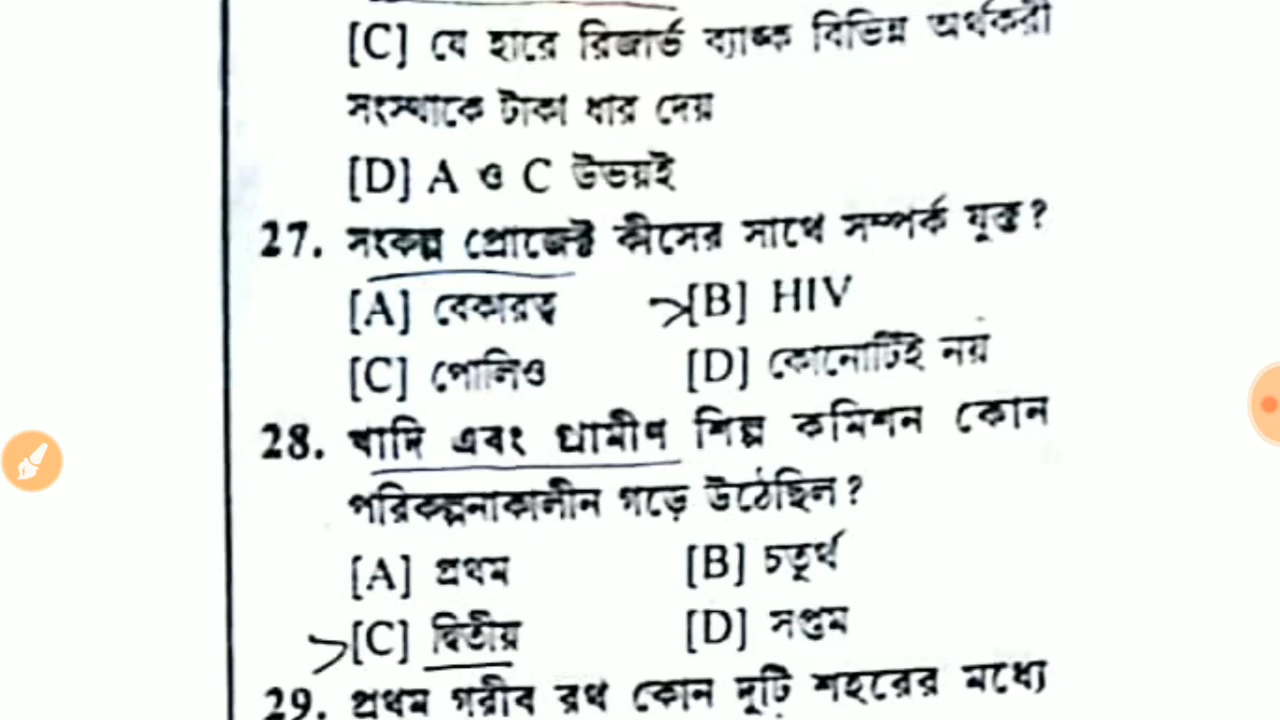 [C] যে হারে রিজার্ভ ব্যাঙ্ক বিভিন্ন অর্থকরী
সংস্থাকে টাকা ধার দেয়
[D] A ও C উভয়ই
27. সংকল্প প্রোজেক্ট কীসের সাথে সম্পর্ক যুক্ত?
[A] বেকারত্ব [B] HIV
[C] পোলিও [D] কোনোটিই নয়
28. খাদি এবং গ্রামীণ শিল্প কমিশন কোন
পরিকল্পনাকালীন গড়ে উঠেছিল?
[A] প্রথম [B] চতুর্থ
[C] দ্বিতীয় [D] সপ্তম
29. প্রথম গরীব রথ কোন দুটি শহরের মধ্যে